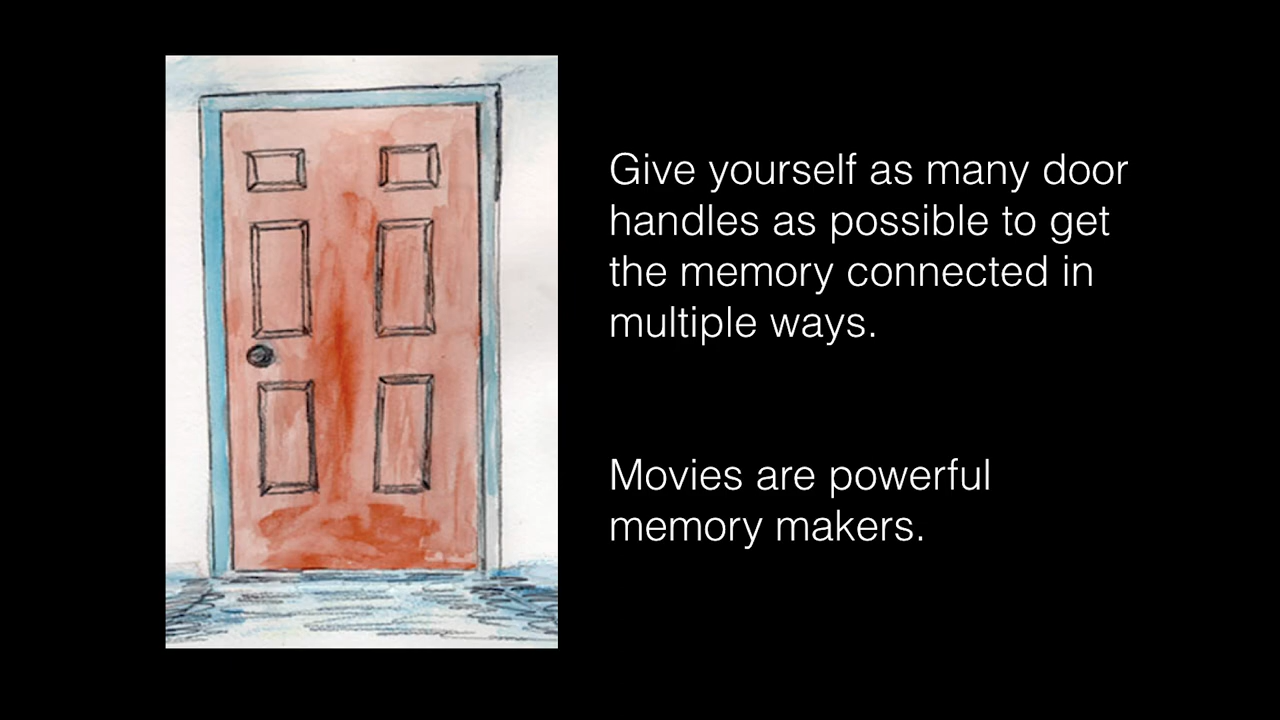 Give yourself as many door
handles as possible to get
the memory connected in
multiple ways.
Movies are powerful
memory makers.